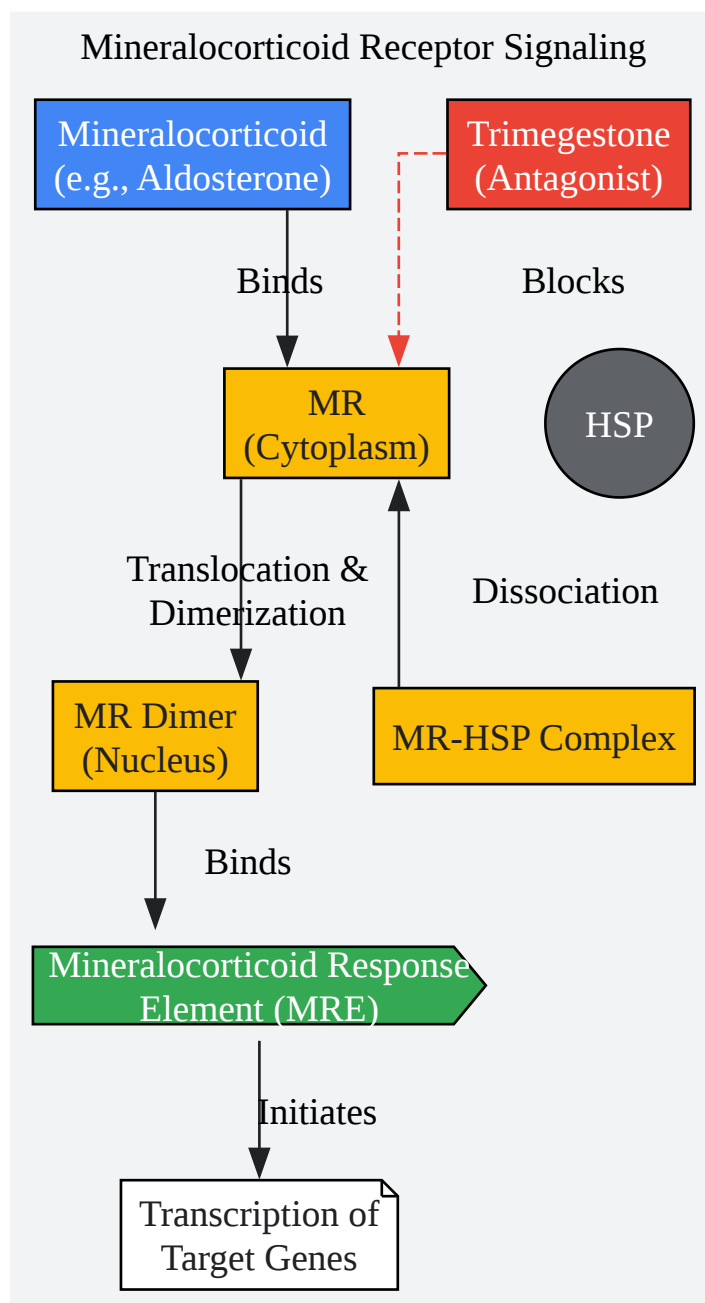 Mineralocorticoid Receptor Signaling
Mineralocorticoid
(e.g., Aldosterone)
Trimegestone
(Antagonist)
Binds
Blocks
MR
(Cytoplasm)
HSP
Translocation &
Dimerization
Dissociation
MR Dimer
(Nucleus)
MR-HSP Complex
Binds
Mineralocorticoid Response
Element (MRE)
Initiates
Transcription of
Target Genes